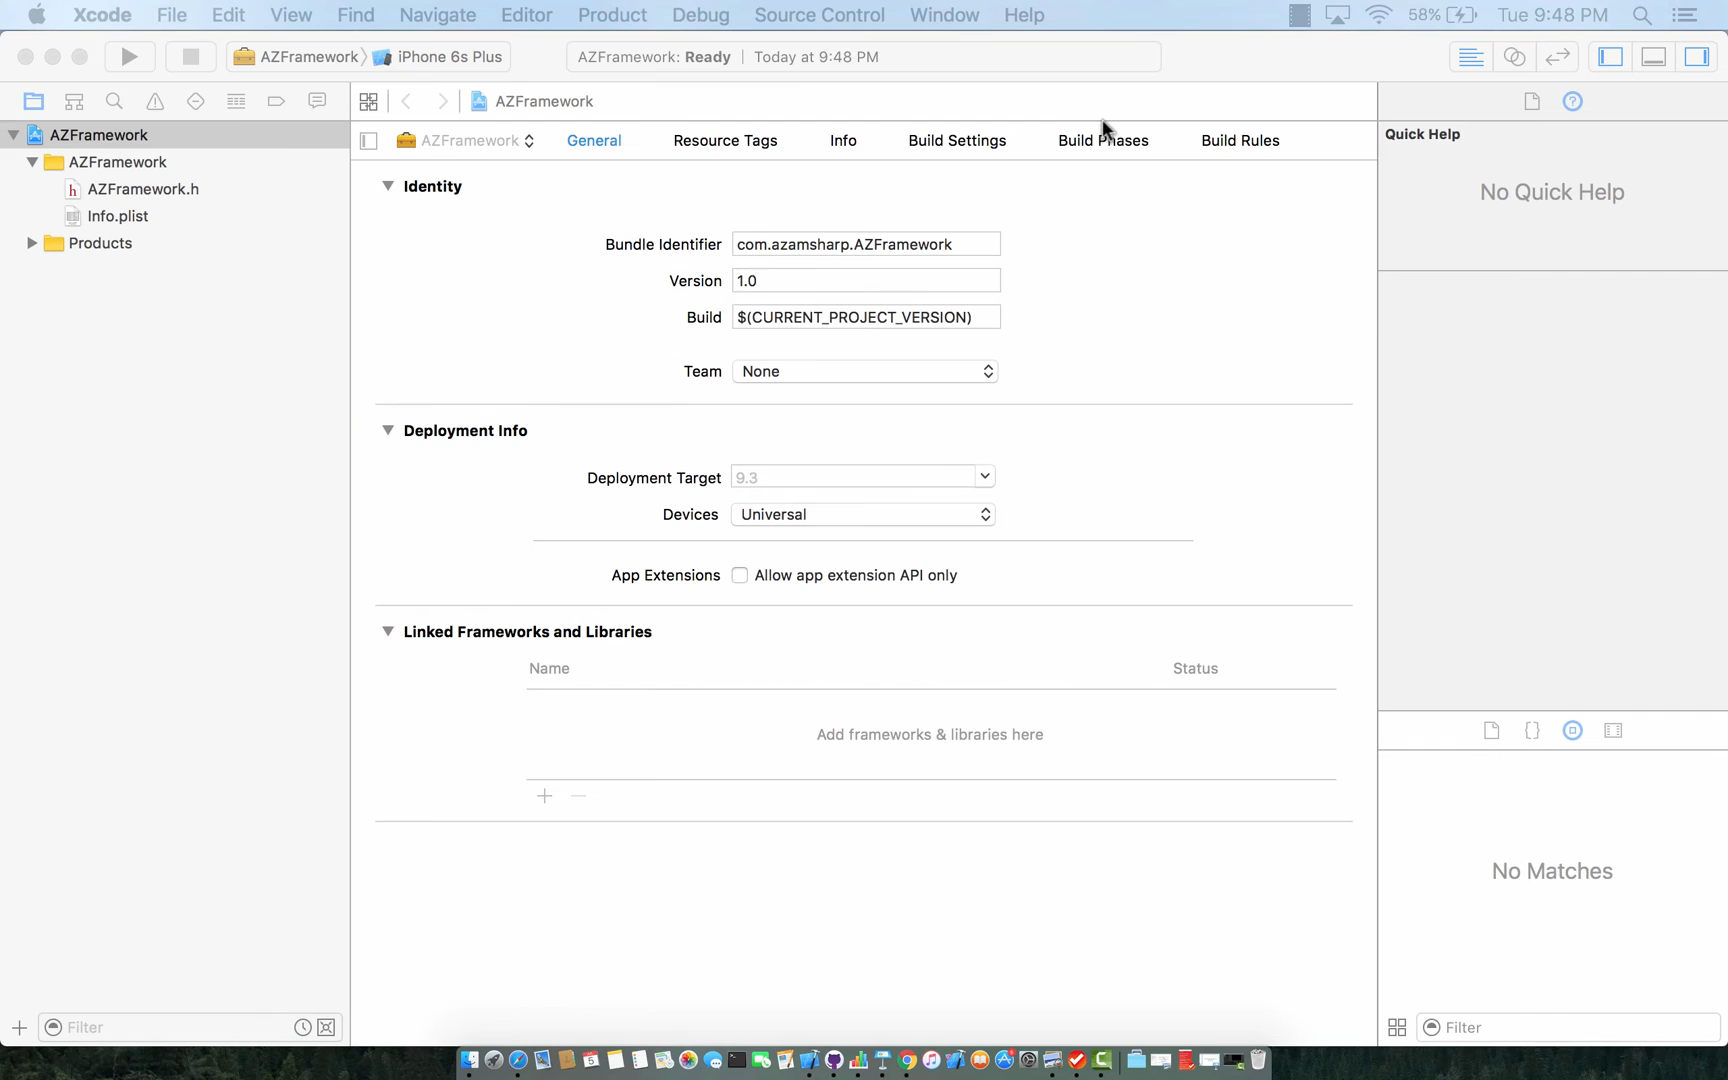 Xcode File Edit View Find Navigate Editor Product Debug Source Control Window Help 58% Tue 9:48 PM
AZFramework iPhone 6s Plus AZFramework: Ready | Today at 9:48 PM
AZFramework
AZFramework
AZFramework
AZFramework.h
Info.plist
Products
AZFramework General Resource Tags Info Build Settings Build Phases Build Rules
Identity
Bundle Identifier com.azamsharp.AZFramework
Version 1.0
Build $(CURRENT_PROJECT_VERSION)
Team None
Deployment Info
Deployment Target 9.3
Devices Universal
App Extensions Allow app extension API only
Linked Frameworks and Libraries
Name Status
Add frameworks & libraries here
Quick Help
No Quick Help
No Matches
Filter
Filter